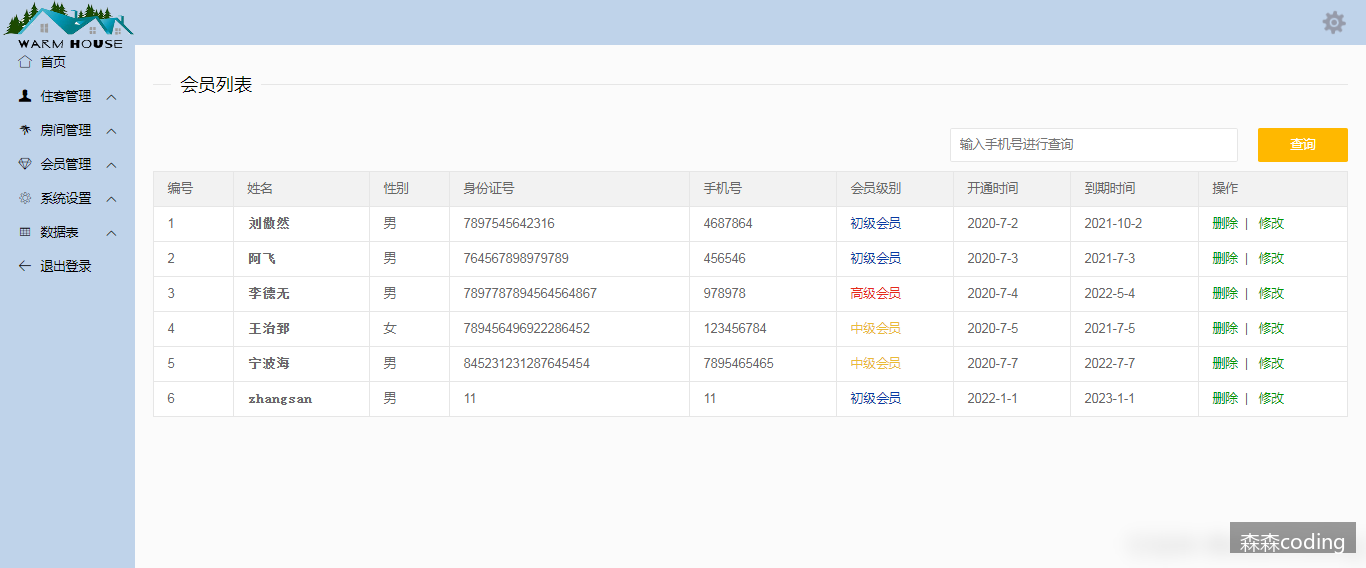 WARM HOUSE
首页
住客管理
房间管理
会员管理
系统设置
数据表
退出登录
会员列表
输入手机号进行查询 查询
编号 姓名 性别 身份证号 手机号 会员级别 开通时间 到期时间 操作
1 刘傲然 男 7897545642316 4687864 初级会员 2020-7-2 2021-10-2 删除 | 修改
2 阿飞 男 764567898979789 456546 初级会员 2020-7-3 2021-7-3 删除 | 修改
3 李德无 男 7897787894564564867 978978 高级会员 2020-7-4 2022-5-4 删除 | 修改
4 王治郅 女 789456496922286452 123456784 中级会员 2020-7-5 2021-7-5 删除 | 修改
5 宁波海 男 845231231287645454 7895465465 中级会员 2020-7-7 2022-7-7 删除 | 修改
6 zhangsan 男 11 11 初级会员 2022-1-1 2023-1-1 删除 | 修改
森森coding